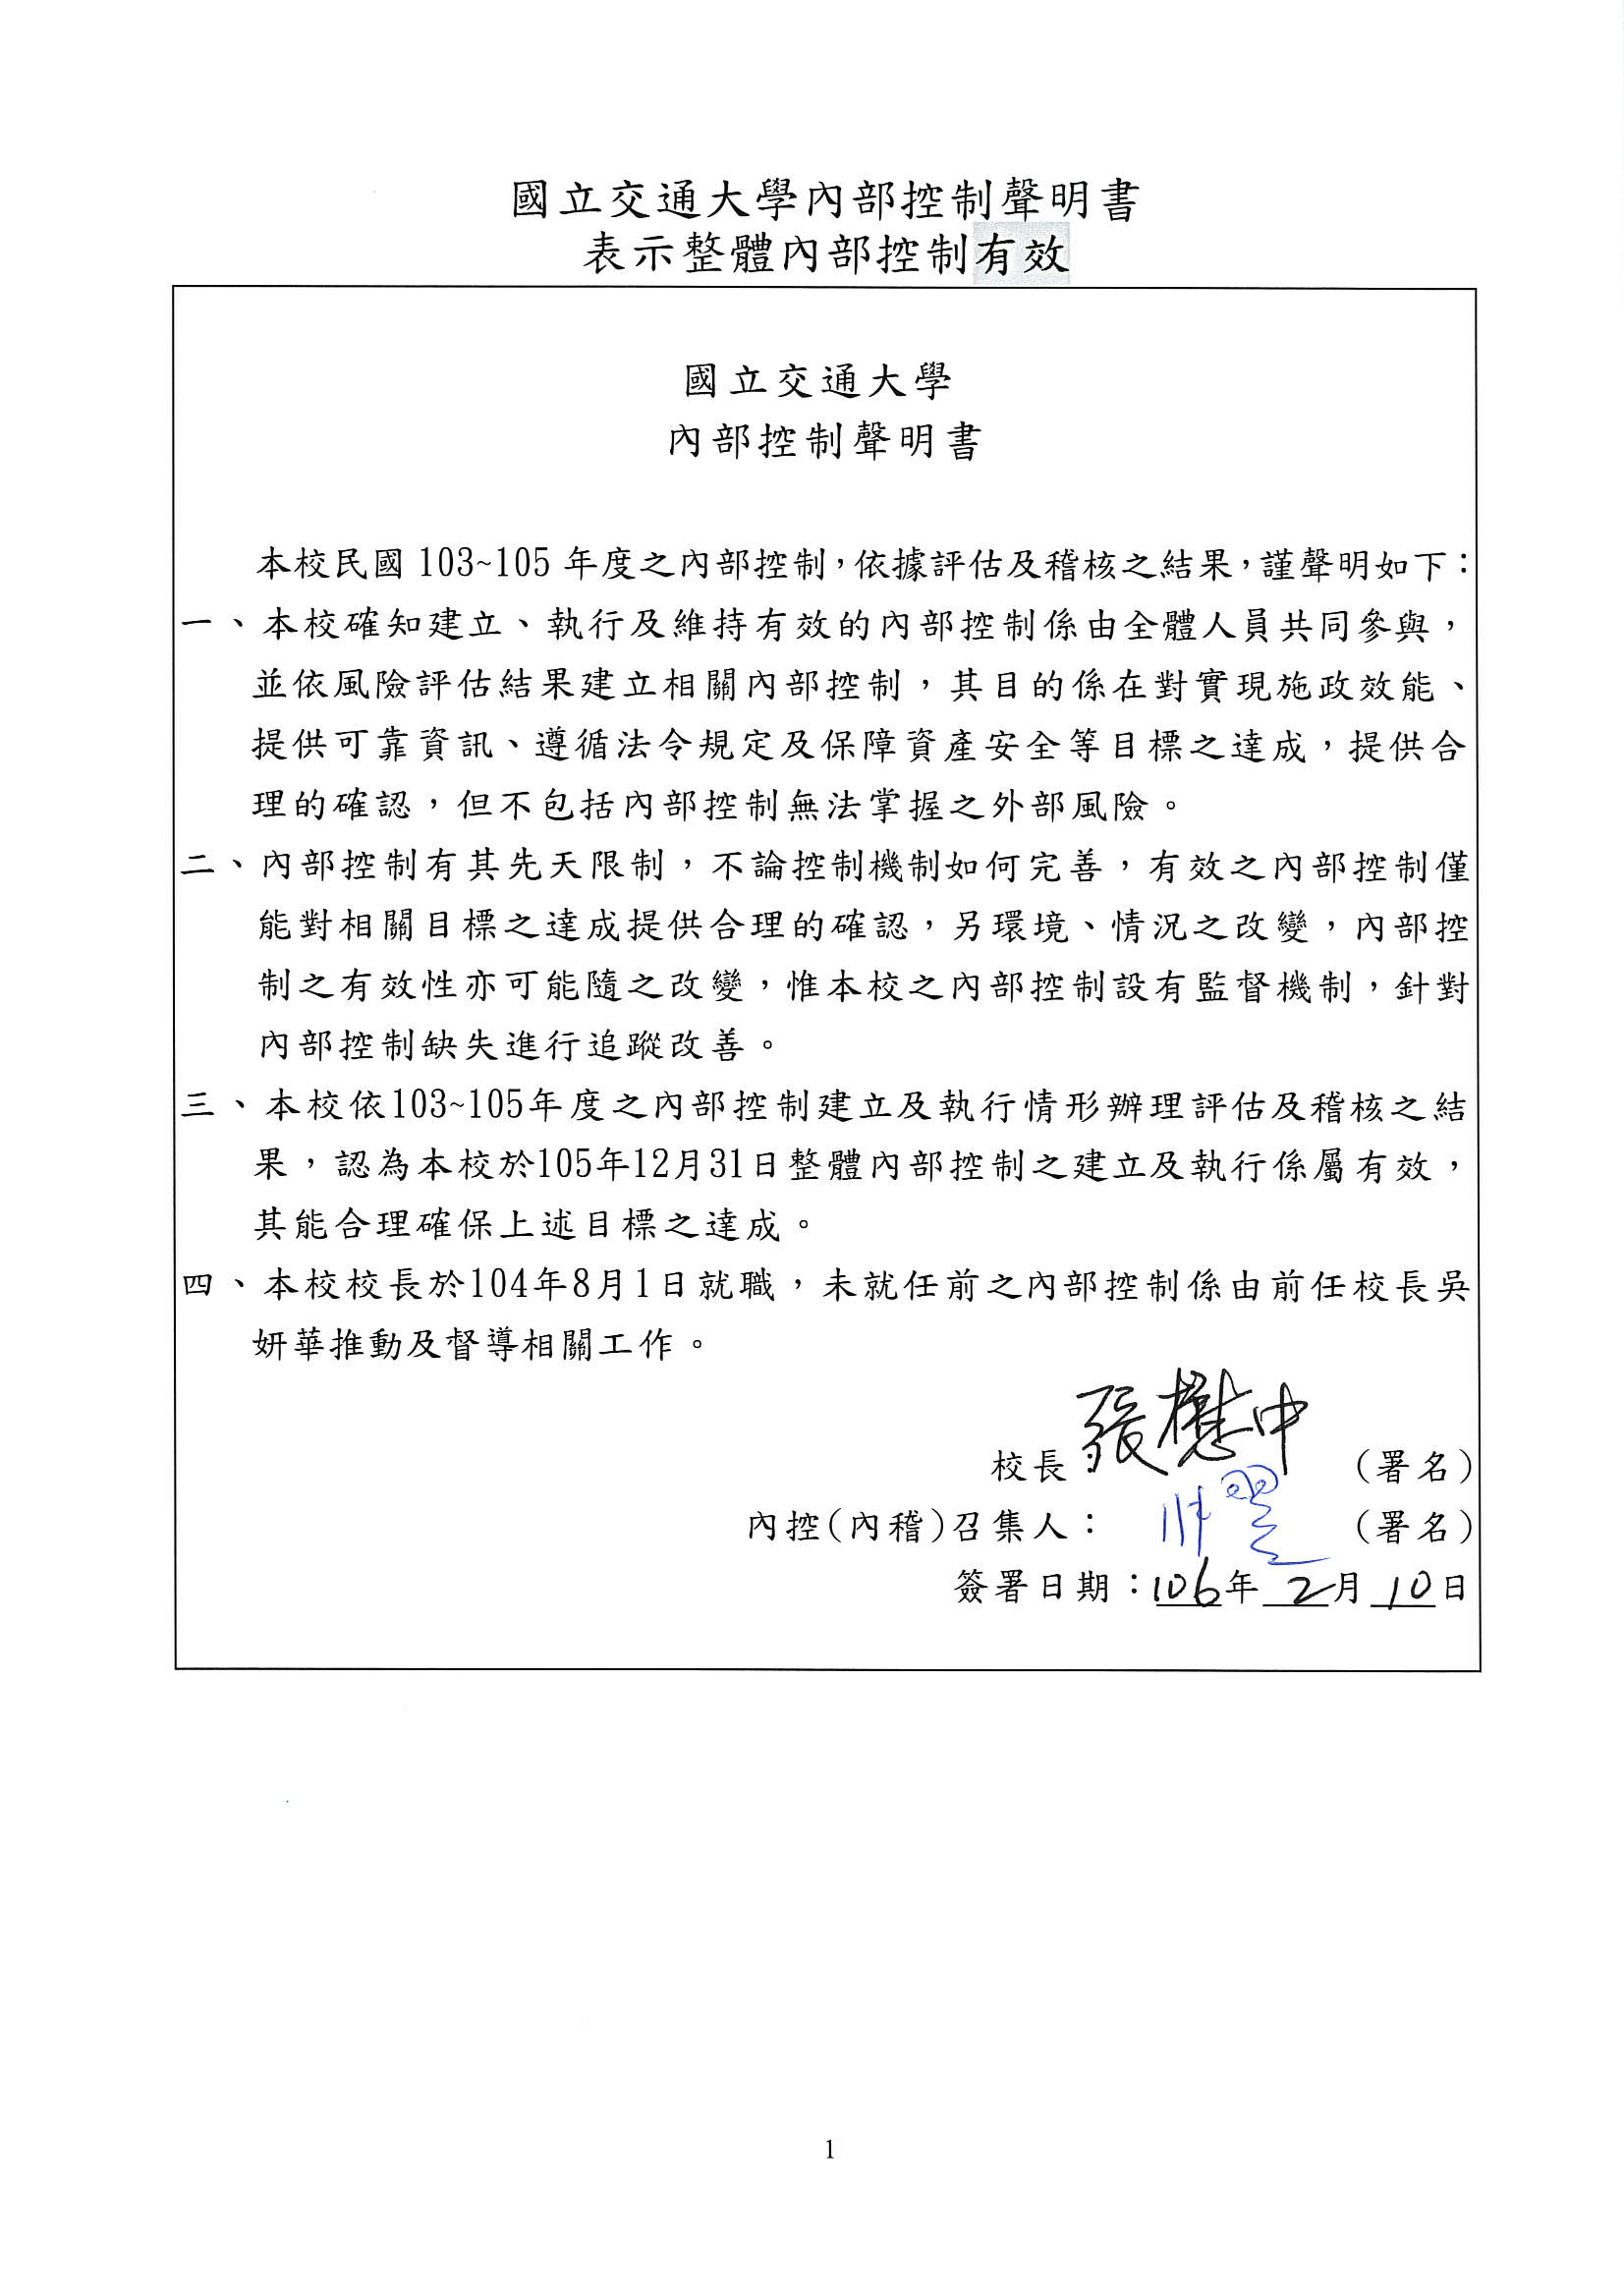 國立交通大學內部控制聲明書
表示整體內部控制有效
國立交通大學
內部控制聲明書
本校民國 103~105 年度之內部控制，依據評估及稽核之結果，謹聲明如下：
一、本校確知建立、執行及維持有效的內部控制係由全體人員共同參與，
並依風險評估結果建立相關內部控制，其目的係在對實現施政效能、
提供可靠資訊、遵循法令規定及保障資產安全等目標之達成，提供合
理的確認，但不包括內部控制無法掌握之外部風險。
二、內部控制有其先天限制，不論控制機制如何完善，有效之內部控制僅
能對相關目標之達成提供合理的確認，另環境、情況之改變，內部控
制之有效性亦可能隨之改變，惟本校之內部控制設有監督機制，針對
內部控制缺失進行追蹤改善。
三、本校依103~105年度之內部控制建立及執行情形辦理評估及稽核之結
果，認為本校於105年12月31日整體內部控制之建立及執行係屬有效，
其能合理確保上述目標之達成。
四、本校校長於104年8月1日就職，未就任前之內部控制係由前任校長吳
妍華推動及督導相關工作。
校長：張懋中（署名）
內控(內稽)召集人：（署名）
簽署日期：106年 2月 10日
1